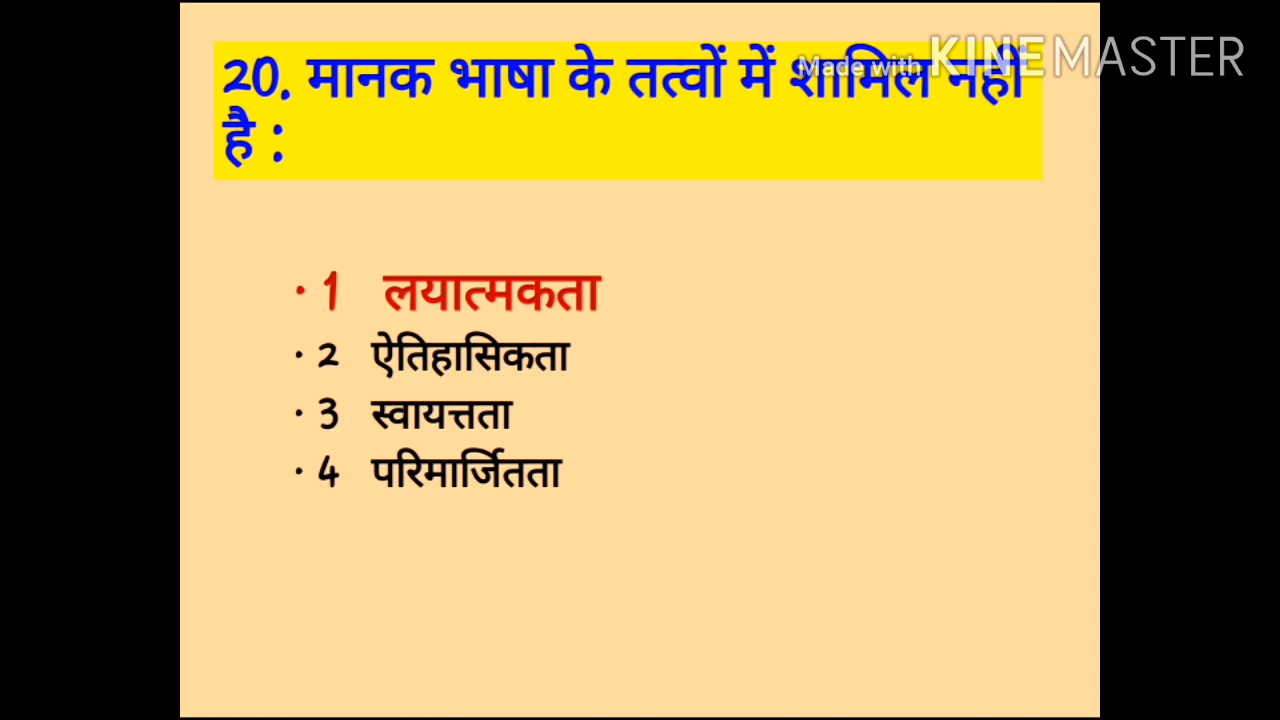 Made with KINEMASTER
20. मानक भाषा के तत्वों में शामिल नहीं
है :
• 1 लयात्मकता
• 2 ऐतिहासिकता
• 3 स्वायत्तता
• 4 परिमार्जितता